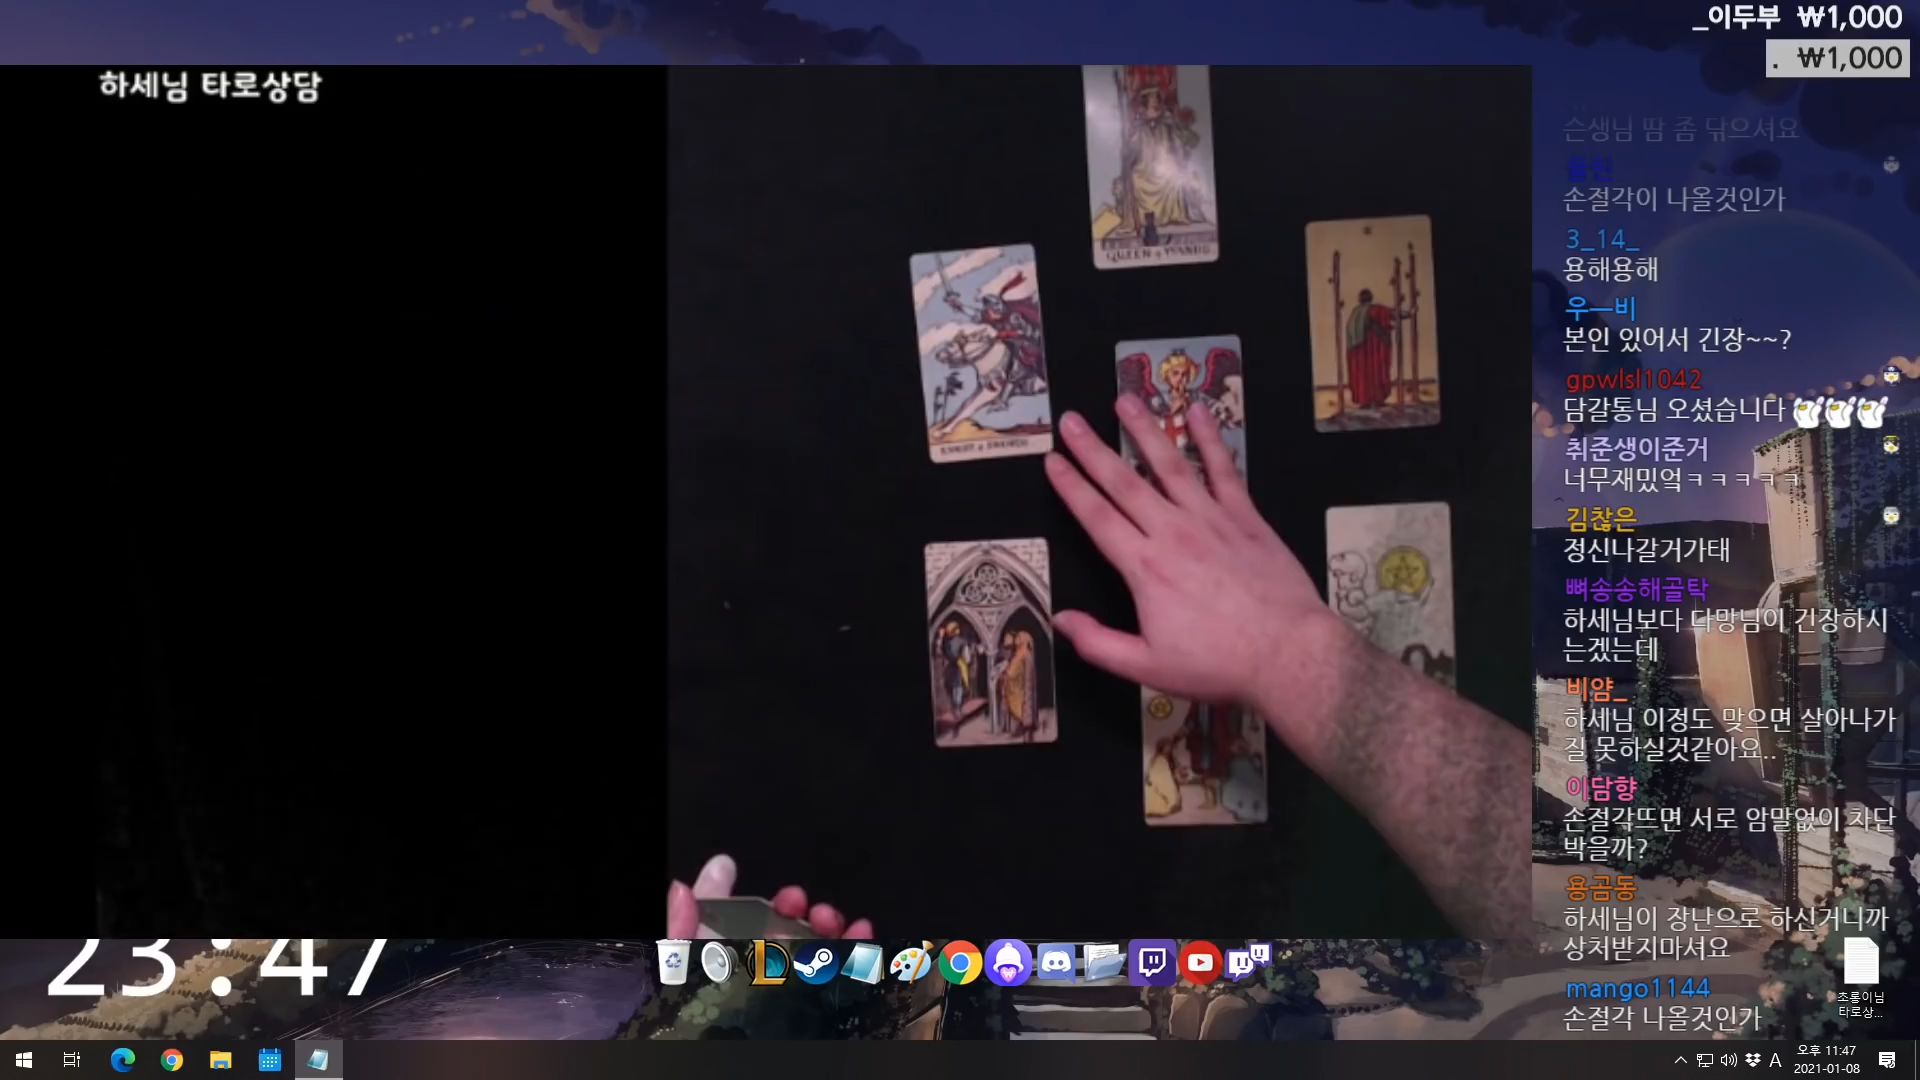 _이두부 ₩1,000
. ₩1,000
하세님 타로상담
QUEEN of WANDS
슨생님 땀 좀 닦으셔요
손절각이 나올것인가
3_14_
용해용해
우一비
본인 있어서 긴장~~?
gpwlsl1042
담갈통님 오셨습니다
취준생이준거
너무재밌엌ㅋㅋㅋㅋㅋ
김찮은
정신나갈거가태
뼈송송해골탁
하세님보다 다망님이 긴장하시
는겠는데
비얌_
하세님 이정도 맞으면 살아나가
질 못하실것같아요..
이담향
손절각뜨면 서로 암말없이 차단
박을까?
용곰동
하세님이 장난으로 하신거니까
상처받지마셔요
mango1144
손절각 나올것인가
23:47
초롱이님
타로상...
A
오후 11:47
2021-01-08